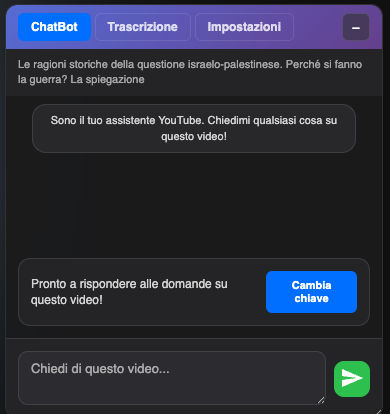 ChatBot
Trascrizione
Impostazioni
–
Le ragioni storiche della questione israelo-palestinese. Perché si fanno
la guerra? La spiegazione
Sono il tuo assistente YouTube. Chiedimi qualsiasi cosa su
questo video!
Pronto a rispondere alle domande su
questo video!
Cambia
chiave
Chiedi di questo video...